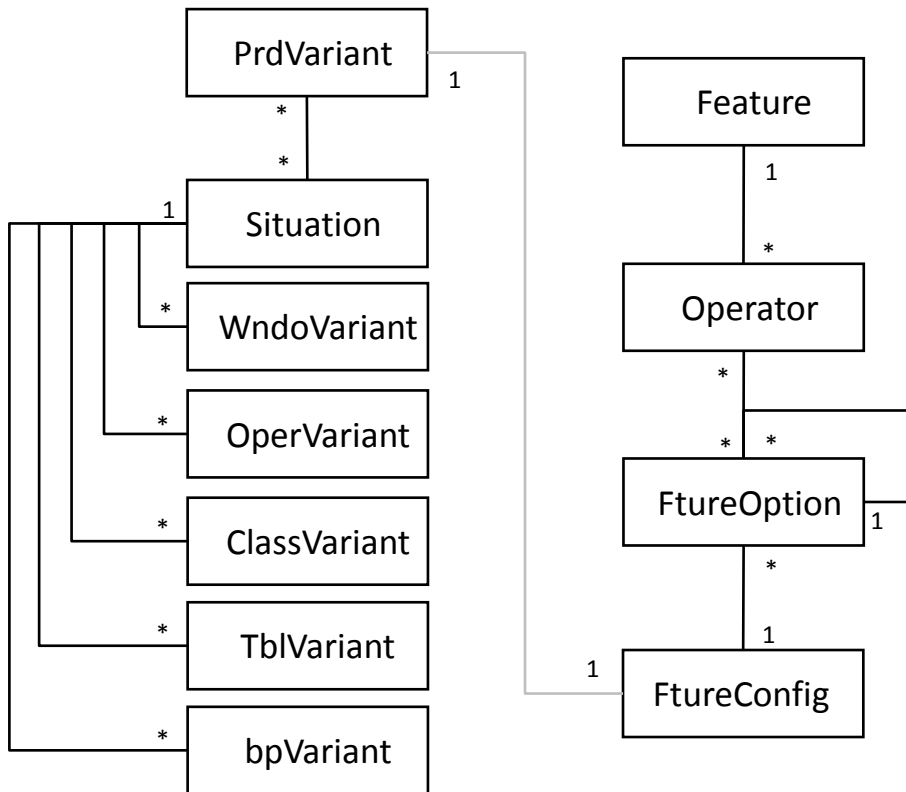 PrdVariant
1
*
*
1
Situation
*
WndoVariant
*
OperVariant
*
ClassVariant
*
TblVariant
*
bpVariant
Feature
1
*
Operator
*
* *
FtureOption
1
*
1
1
FtureConfig